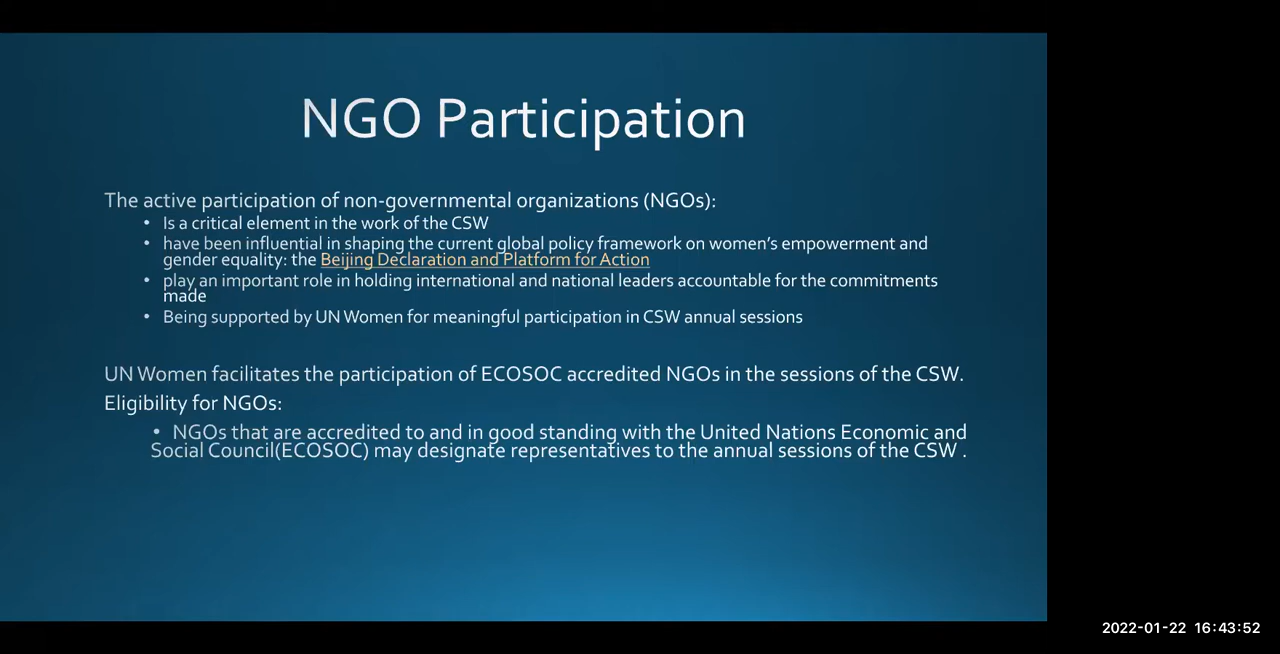 NGO Participation
The active participation of non-governmental organizations (NGOs):
• Is a critical element in the work of the CSW
• have been influential in shaping the current global policy framework on women’s empowerment and
gender equality: the Beijing Declaration and Platform for Action
• play an important role in holding international and national leaders accountable for the commitments
made
• Being supported by UN Women for meaningful participation in CSW annual sessions
UN Women facilitates the participation of ECOSOC accredited NGOs in the sessions of the CSW.
Eligibility for NGOs:
• NGOs that are accredited to and in good standing with the United Nations Economic and
Social Council(ECOSOC) may designate representatives to the annual sessions of the CSW .
2022-01-22 16:43:52